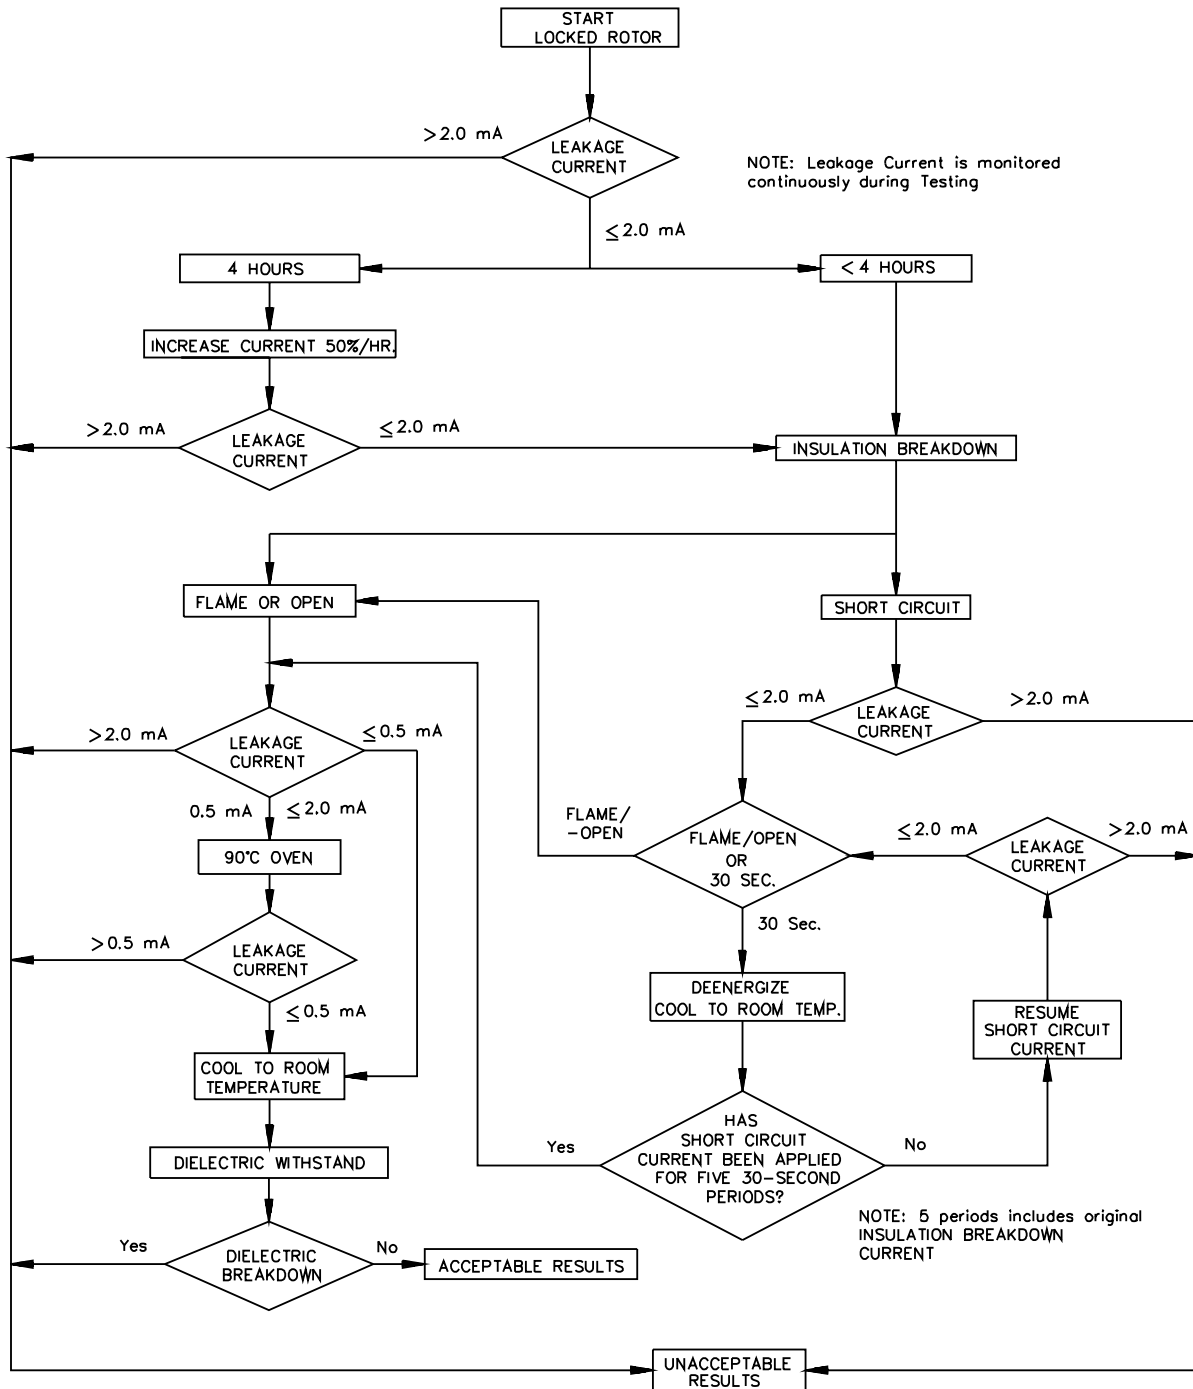 START
LOCKED ROTOR
>2.0 mA
LEAKAGE
CURRENT
NOTE: Leakage Current is monitored
continuously during Testing
≤2.0 mA
4 HOURS
<4 HOURS
INCREASE CURRENT 50%/HR.
>2.0 mA
LEAKAGE
CURRENT
≤2.0 mA
INSULATION BREAKDOWN
FLAME OR OPEN
SHORT CIRCUIT
>2.0 mA
LEAKAGE
CURRENT
≤0.5 mA
≤2.0 mA
LEAKAGE
CURRENT
>2.0 mA
0.5 mA
≤2.0 mA
FLAME/
-OPEN
FLAME/OPEN
OR
30 SEC.
≤2.0 mA
LEAKAGE
CURRENT
>2.0 mA
90°C OVEN
30 Sec.
>0.5 mA
LEAKAGE
CURRENT
DEENERGIZE
COOL TO ROOM TEMP.
≤0.5 mA
RESUME
SHORT CIRCUIT
CURRENT
COOL TO ROOM
TEMPERATURE
Yes
HAS
SHORT CIRCUIT
CURRENT BEEN APPLIED
FOR FIVE 30-SECOND
PERIODS?
No
DIELECTRIC WITHSTAND
NOTE: 5 periods includes original
INSULATION BREAKDOWN
CURRENT
Yes
DIELECTRIC
BREAKDOWN
No
ACCEPTABLE RESULTS
UNACCEPTABLE
RESULTS